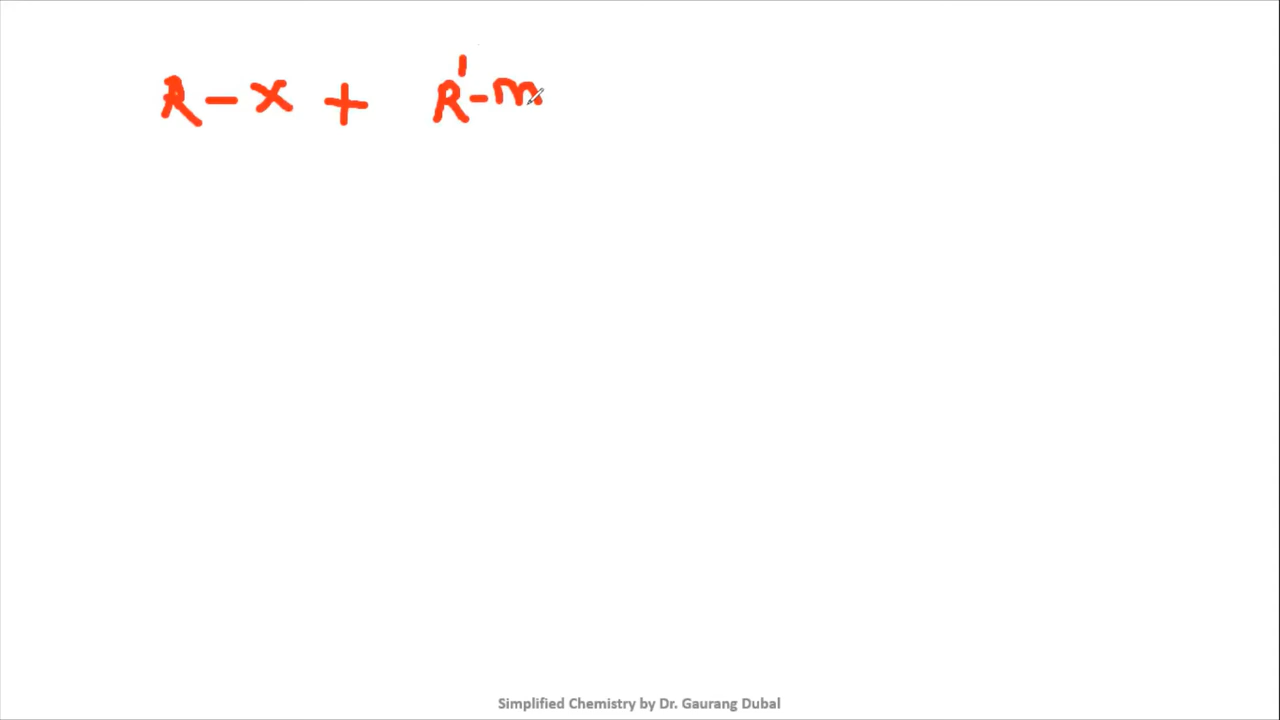 R - X + R' - m
Simplified Chemistry by Dr. Gaurang Dubal